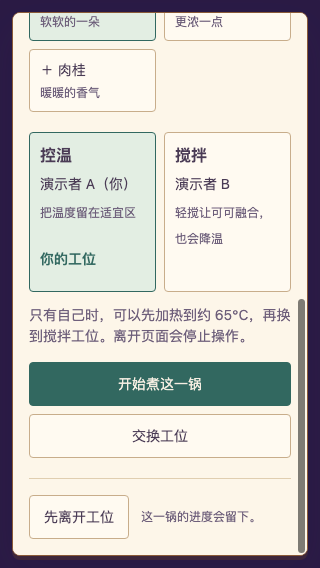 软软的一朵
更浓一点
＋ 肉桂
暖暖的香气
控温
演示者 A（你）
把温度留在适宜区
你的工位
搅拌
演示者 B
轻搅让可可融合，
也会降温
只有自己时，可以先加热到约 65°C，再换
到搅拌工位。离开页面会停止操作。
开始煮这一锅
交换工位
先离开工位
这一锅的进度会留下。